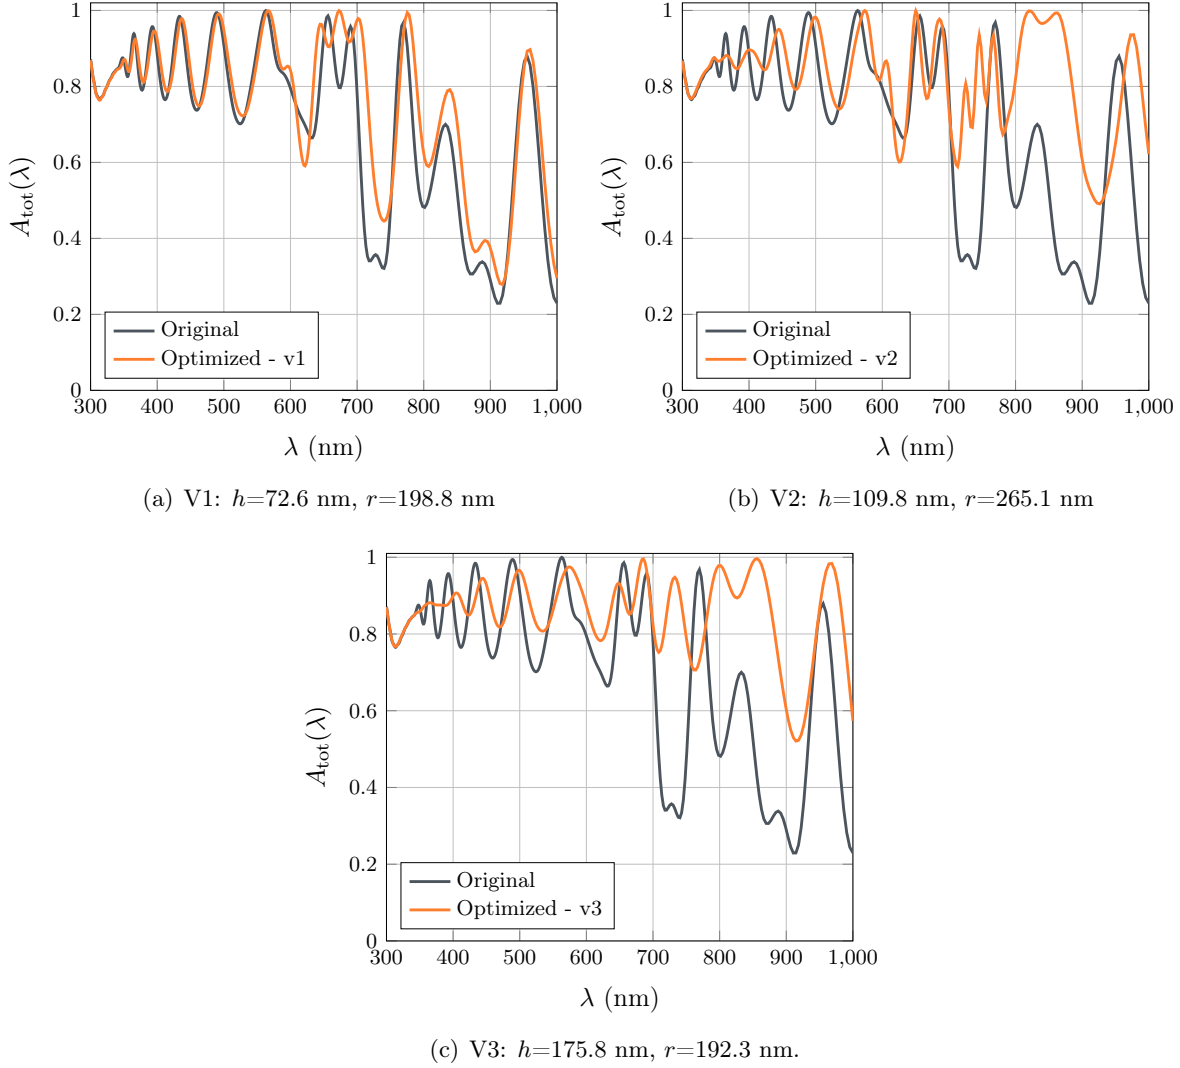 1
0.8
0.6
0.4
0.2
0
A_tot(λ)
300 400 500 600 700 800 900 1,000
λ (nm)
Original
Optimized - v1
(a) V1: h=72.6 nm, r=198.8 nm
1
0.8
0.6
0.4
0.2
0
A_tot(λ)
300 400 500 600 700 800 900 1,000
λ (nm)
Original
Optimized - v2
(b) V2: h=109.8 nm, r=265.1 nm
1
0.8
0.6
0.4
0.2
0
A_tot(λ)
300 400 500 600 700 800 900 1,000
λ (nm)
Original
Optimized - v3
(c) V3: h=175.8 nm, r=192.3 nm.